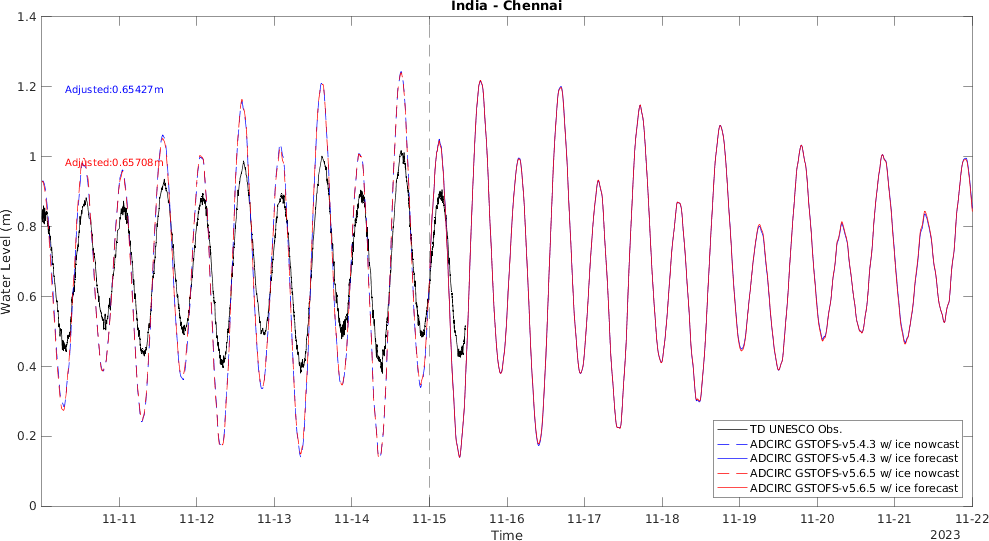 India - Chennai
1.4
1.2
1
0.8
0.6
0.4
0.2
0
Water Level (m)
Adjusted:0.65427m
Adjusted:0.65708m
TD UNESCO Obs.
ADCIRC GSTOFS-v5.4.3 w/ ice nowcast
ADCIRC GSTOFS-v5.4.3 w/ ice forecast
ADCIRC GSTOFS-v5.6.5 w/ ice nowcast
ADCIRC GSTOFS-v5.6.5 w/ ice forecast
11-11 11-12 11-13 11-14 11-15 11-16 11-17 11-18 11-19 11-20 11-21 11-22
Time
2023